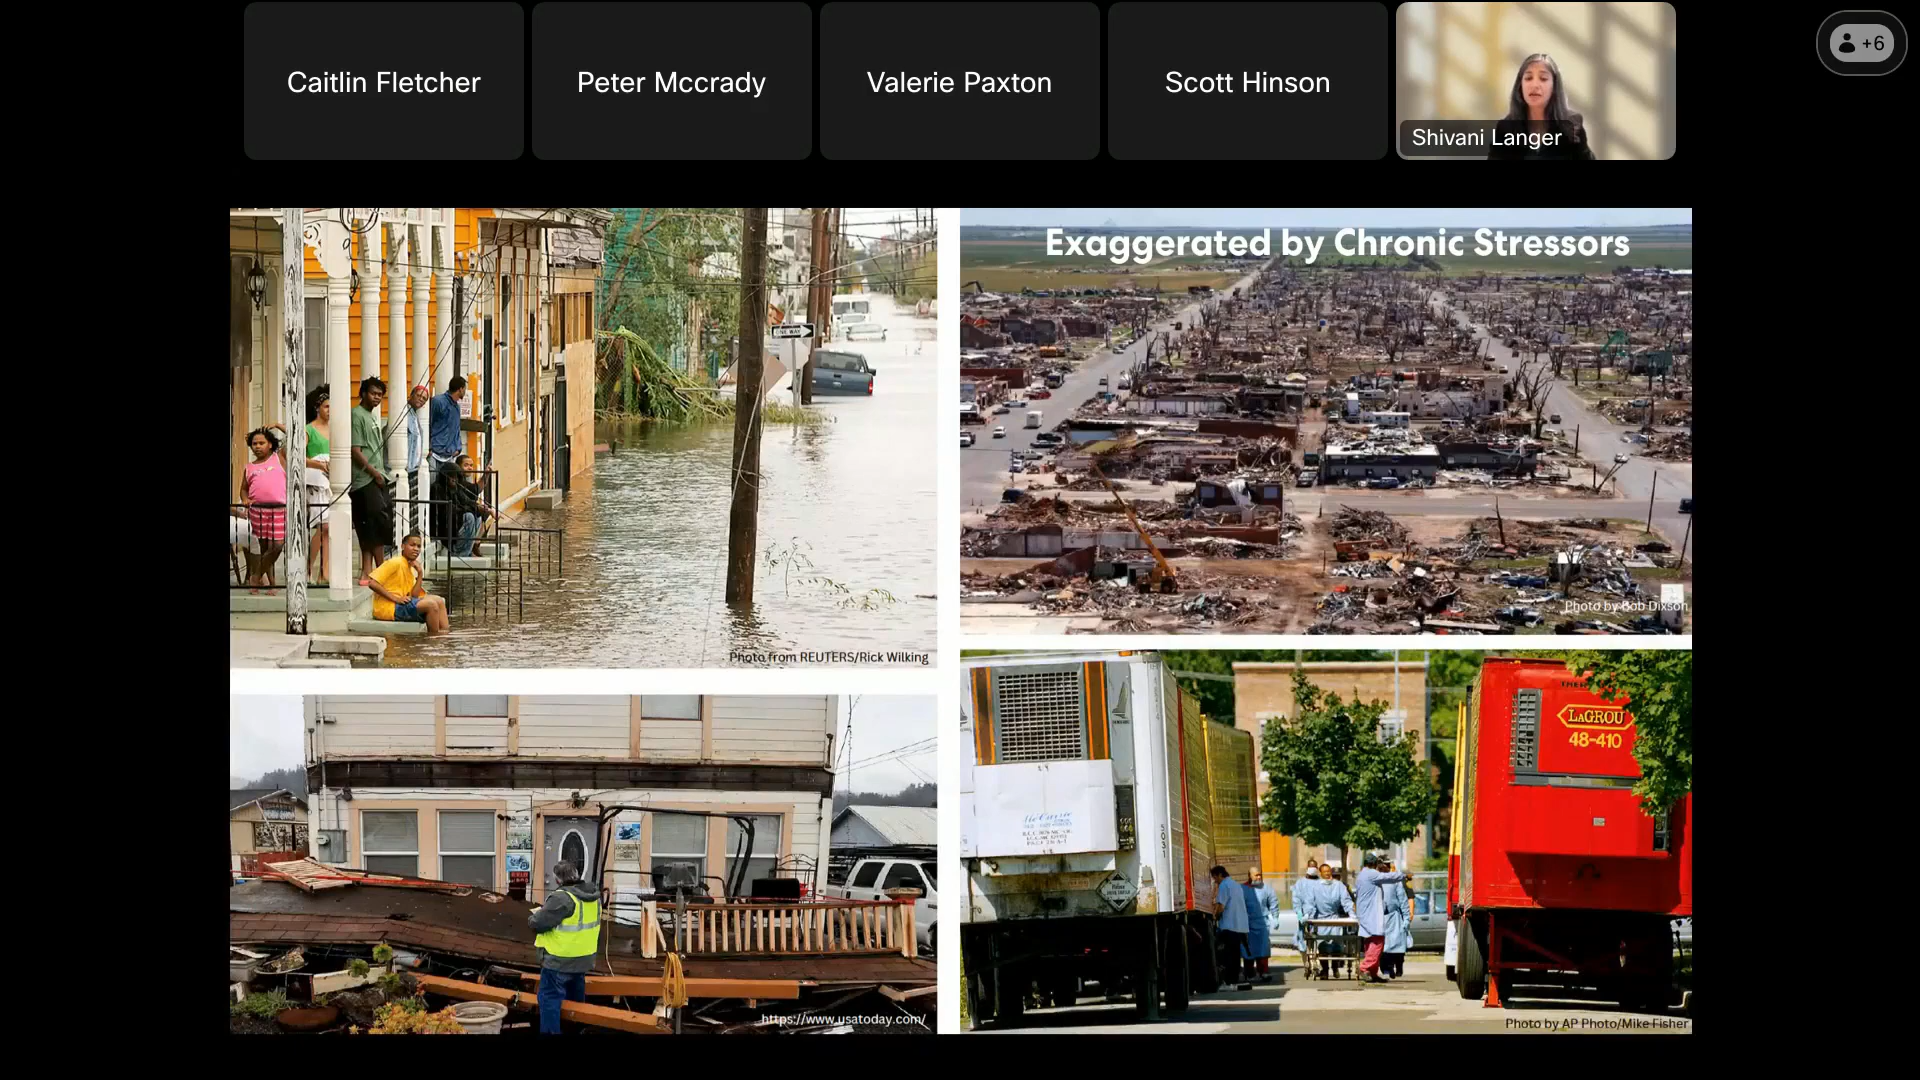 Caitlin Fletcher
Peter Mccrady
Valerie Paxton
Scott Hinson
Shivani Langer
+6
Exaggerated by Chronic Stressors
ONE WAY
Photo by Bob Dixson
Photo from REUTERS/Rick Wilking
LAGROU
48-410
5031
https://www.usatoday.com/
Photo by AP Photo/Mike Fisher